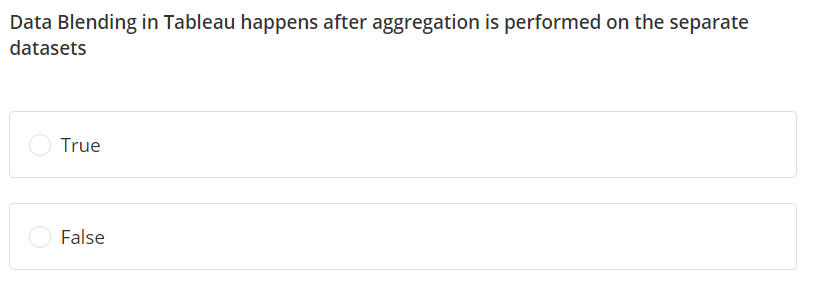 Data Blending in Tableau happens after aggregation is performed on the separate
datasets
True
False